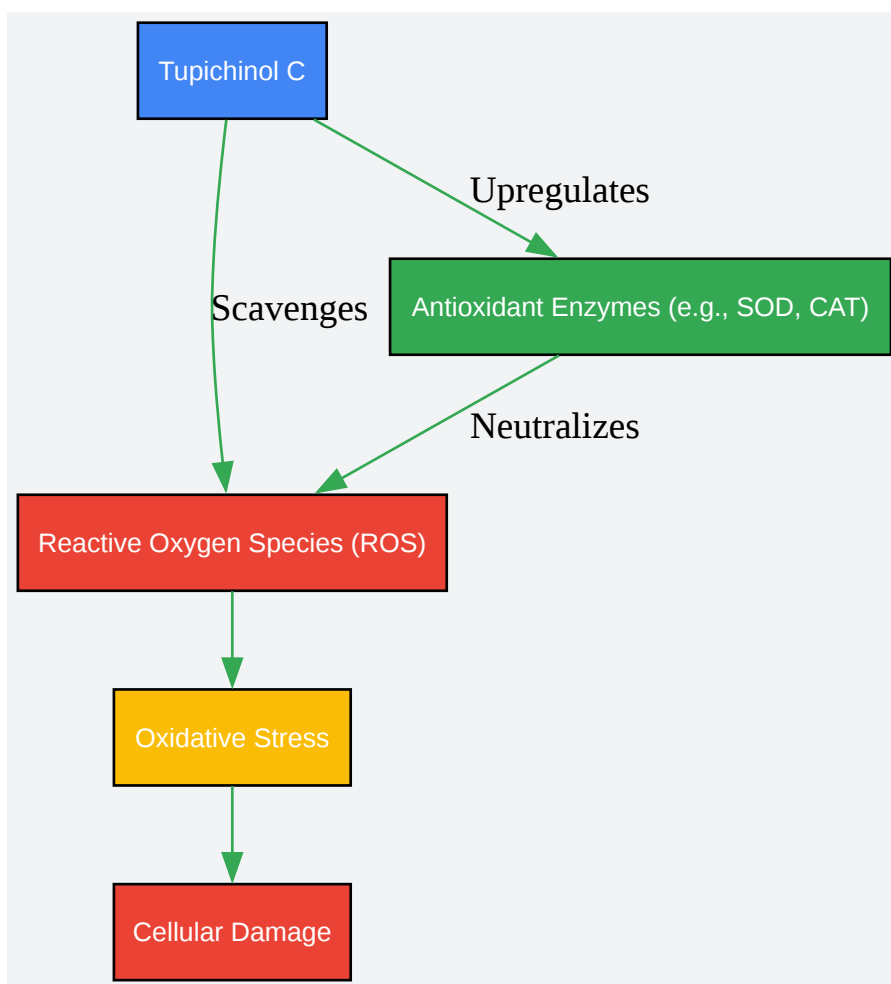 Tupichinol C
Upregulates
Scavenges
Antioxidant Enzymes (e.g., SOD, CAT)
Neutralizes
Reactive Oxygen Species (ROS)
Oxidative Stress
Cellular Damage